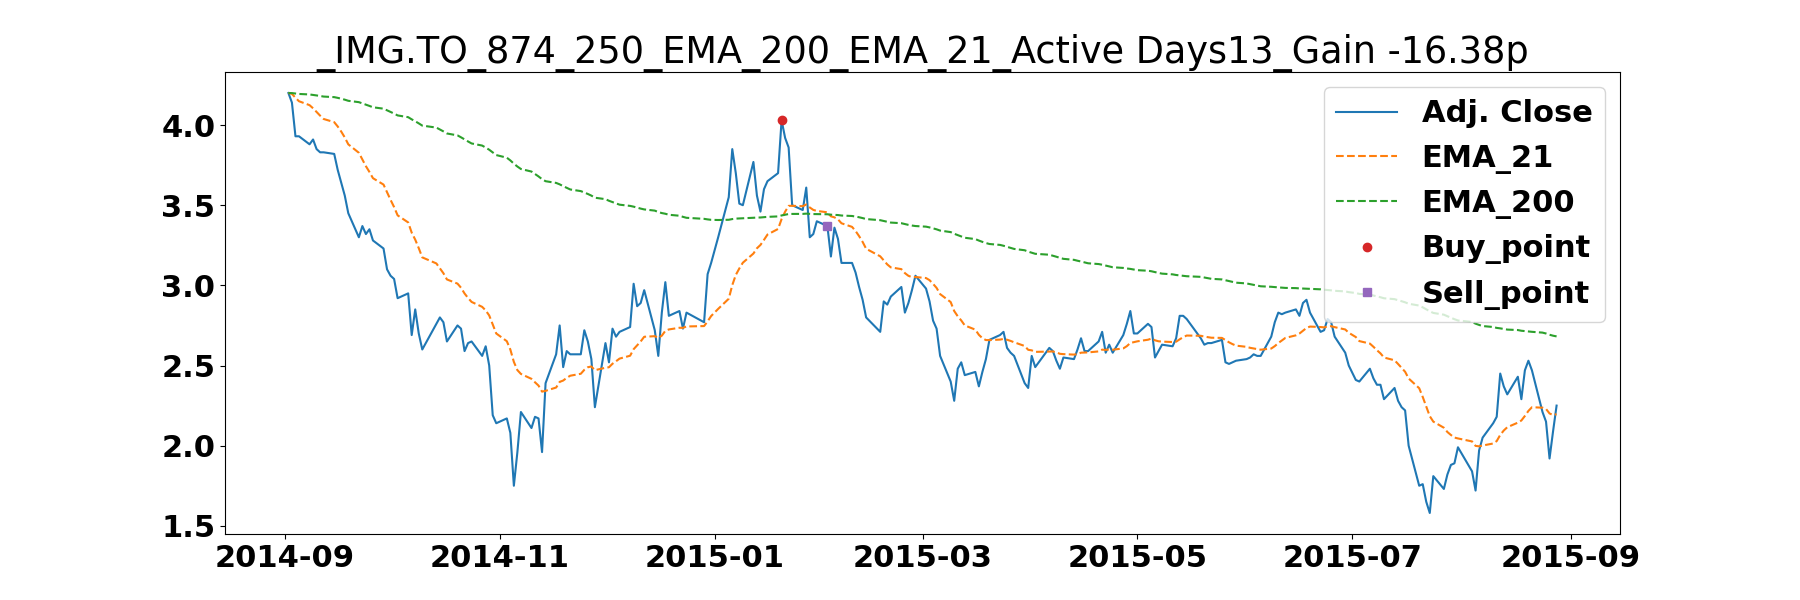 _IMG.TO_874_250_EMA_200_EMA_21_Active Days13_Gain -16.38p
4.0
3.5
3.0
2.5
2.0
1.5
2014-09 2014-11 2015-01 2015-03 2015-05 2015-07 2015-09
Adj. Close
EMA_21
EMA_200
Buy_point
Sell_point